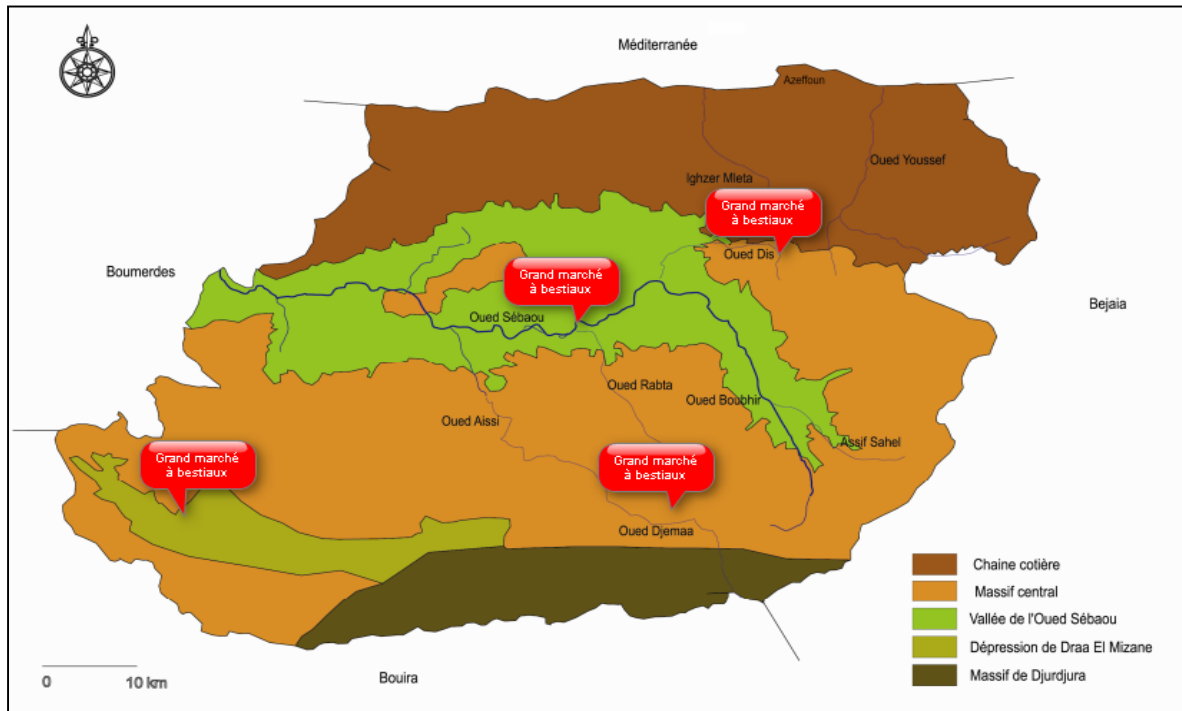 Méditerranée
Azeffoun
Oued Youssef
Ighzer Mleta
Grand marché
à bestiaux
Oued Dis
Boumerdes
Grand marché
à bestiaux
Bejaia
Oued Sébaou
Oued Rabta
Oued Boubhir
Oued Aissi
Assif Sahel
Grand marché
à bestiaux
Grand marché
à bestiaux
Oued Djemaa
Chaine cotière
Massif central
Vallée de l'Oued Sébaou
Dépression de Draa El Mizane
Massif de Djurdjura
0 10 km
Bouira